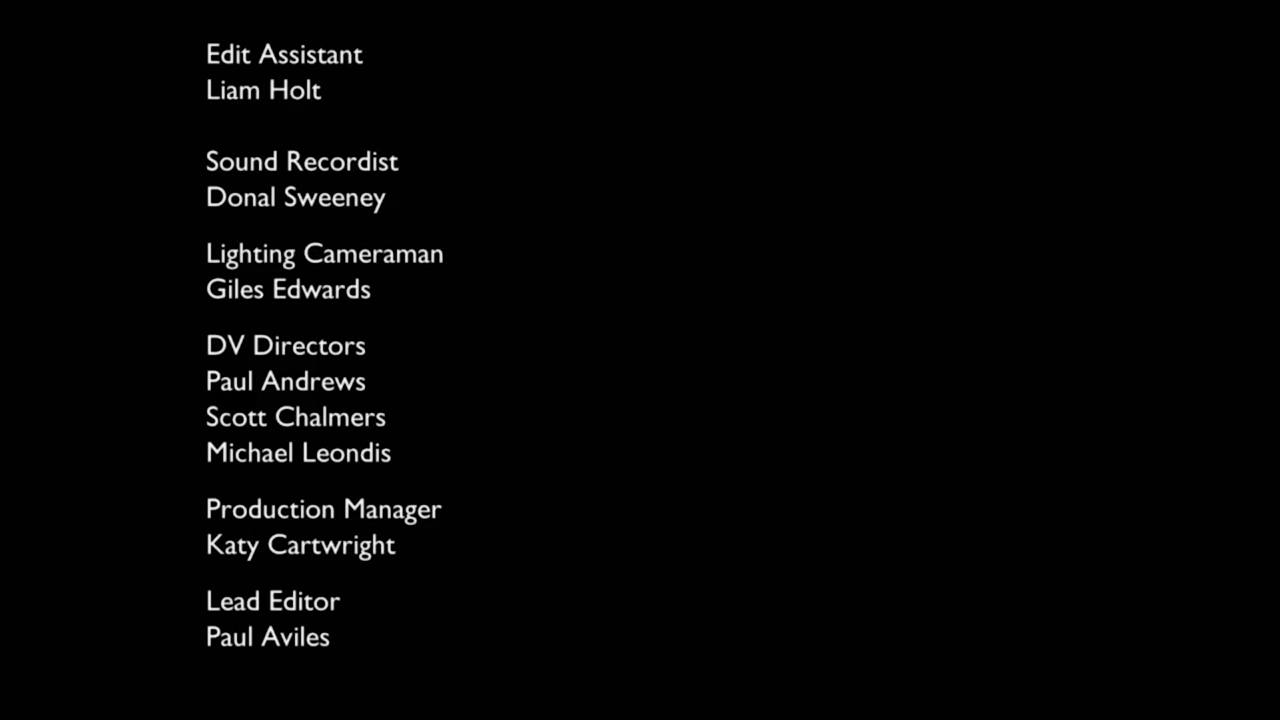 Edit Assistant
Liam Holt
Sound Recordist
Donal Sweeney
Lighting Cameraman
Giles Edwards
DV Directors
Paul Andrews
Scott Chalmers
Michael Leondis
Production Manager
Katy Cartwright
Lead Editor
Paul Aviles